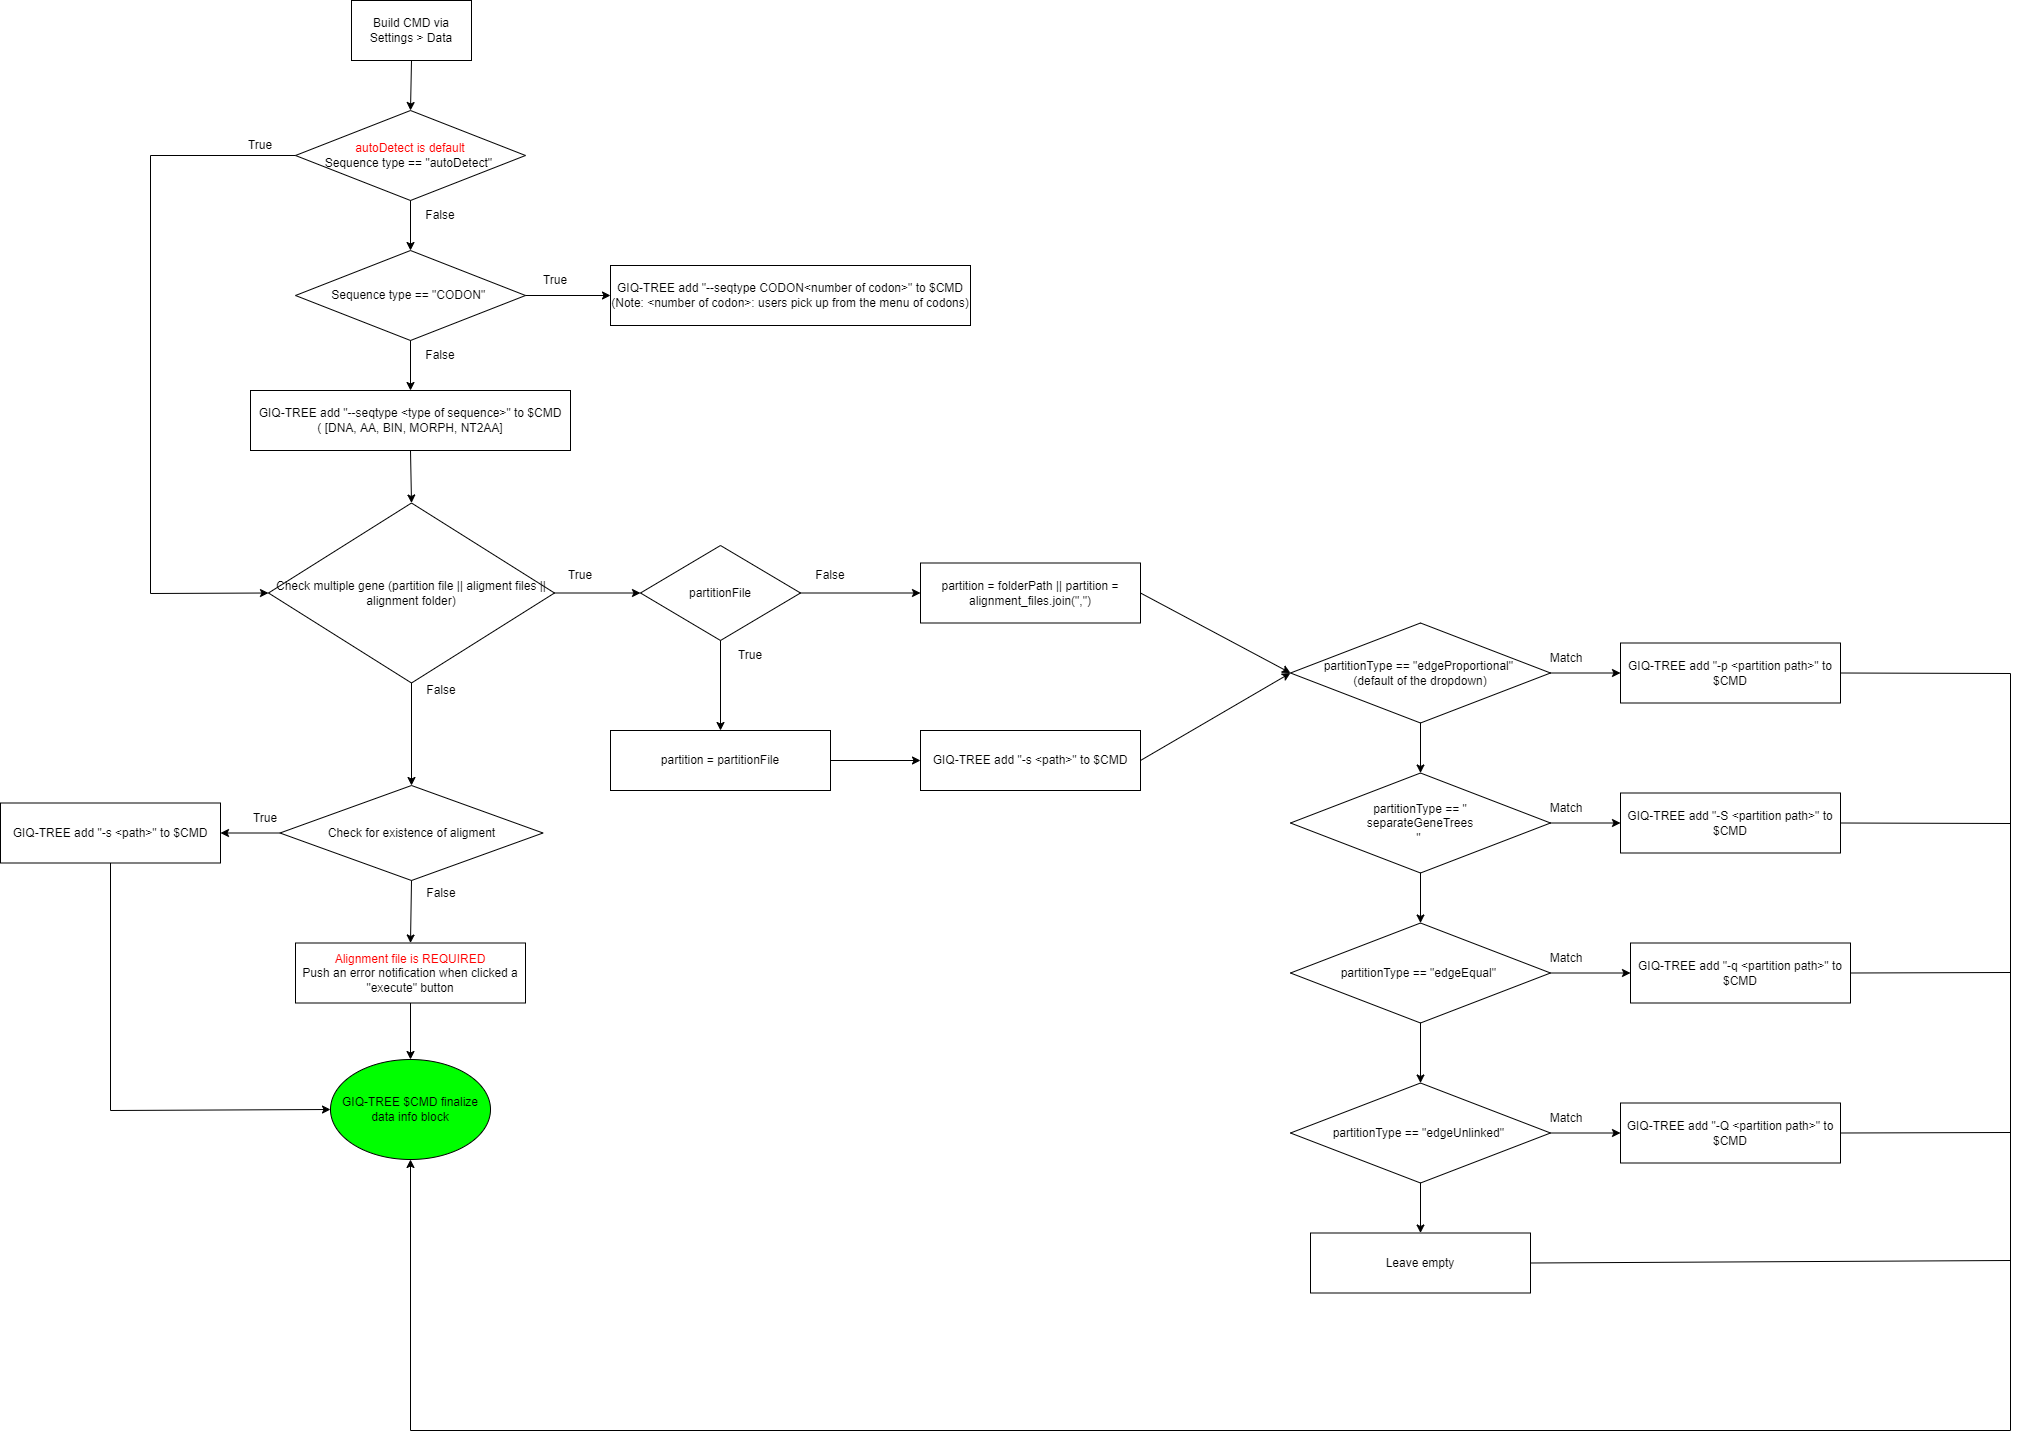 Build CMD via
Settings > Data
True
autoDetect is default
Sequence type == "autoDetect"
False
Sequence type == "CODON"
True
GIQ-TREE add "--seqtype CODON<number of codon>" to $CMD
(Note: <number of codon>: users pick up from the menu of codons)
False
GIQ-TREE add "--seqtype <type of sequence>" to $CMD
( [DNA, AA, BIN, MORPH, NT2AA]
Check multiple gene (partition file || aligment files ||
alignment folder)
True
partitionFile
False
partition = folderPath || partition =
alignment_files.join(",")
True
partition = partitionFile
GIQ-TREE add "-s <path>" to $CMD
partitionType == "edgeProportional"
(default of the dropdown)
Match
GIQ-TREE add "-p <partition path>" to
$CMD
partitionType == "
separateGeneTrees
"
Match
GIQ-TREE add "-S <partition path>" to
$CMD
partitionType == "edgeEqual"
Match
GIQ-TREE add "-q <partition path>" to
$CMD
partitionType == "edgeUnlinked"
Match
GIQ-TREE add "-Q <partition path>" to
$CMD
Leave empty
False
Check for existence of aligment
True
GIQ-TREE add "-s <path>" to $CMD
False
Alignment file is REQUIRED
Push an error notification when clicked a
"execute" button
GIQ-TREE $CMD finalize
data info block